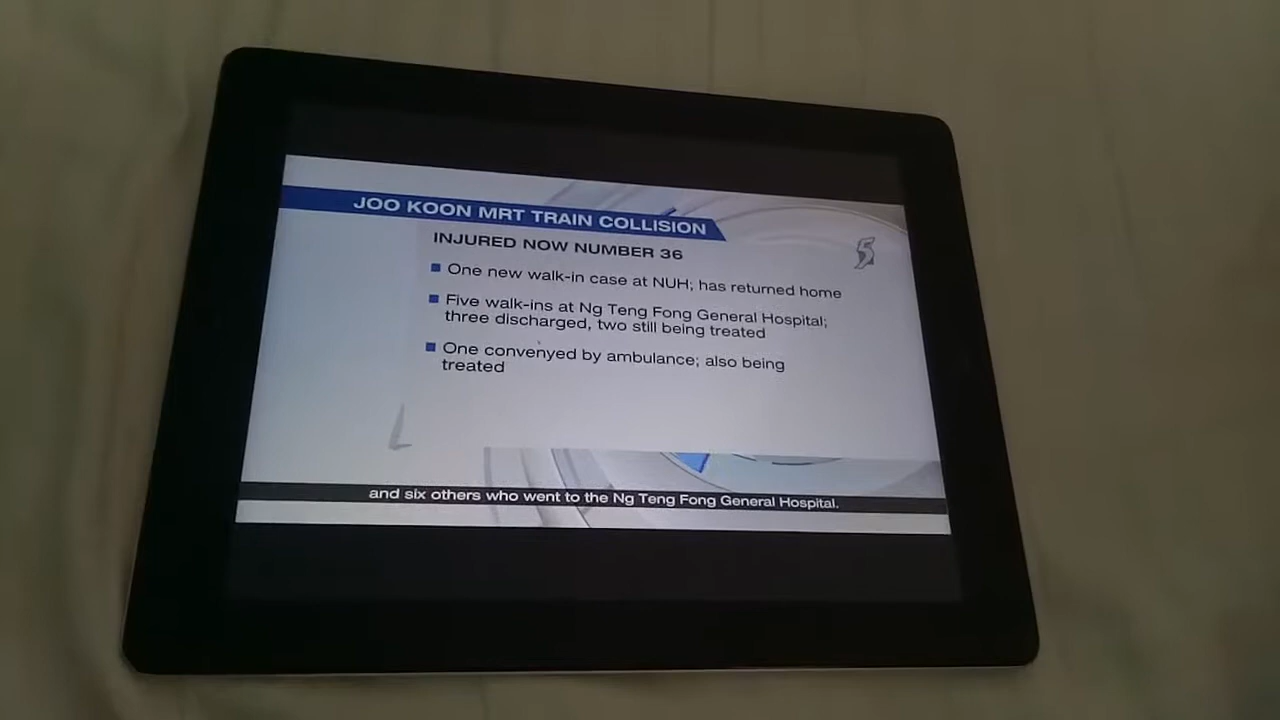 JOO KOON MRT TRAIN COLLISION
INJURED NOW NUMBER 36
5
One new walk-in case at NUH; has returned home
Five walk-ins at Ng Teng Fong General Hospital;
three discharged, two still being treated
One convenyed by ambulance; also being
treated
and six others who went to the Ng Teng Fong General Hospital.